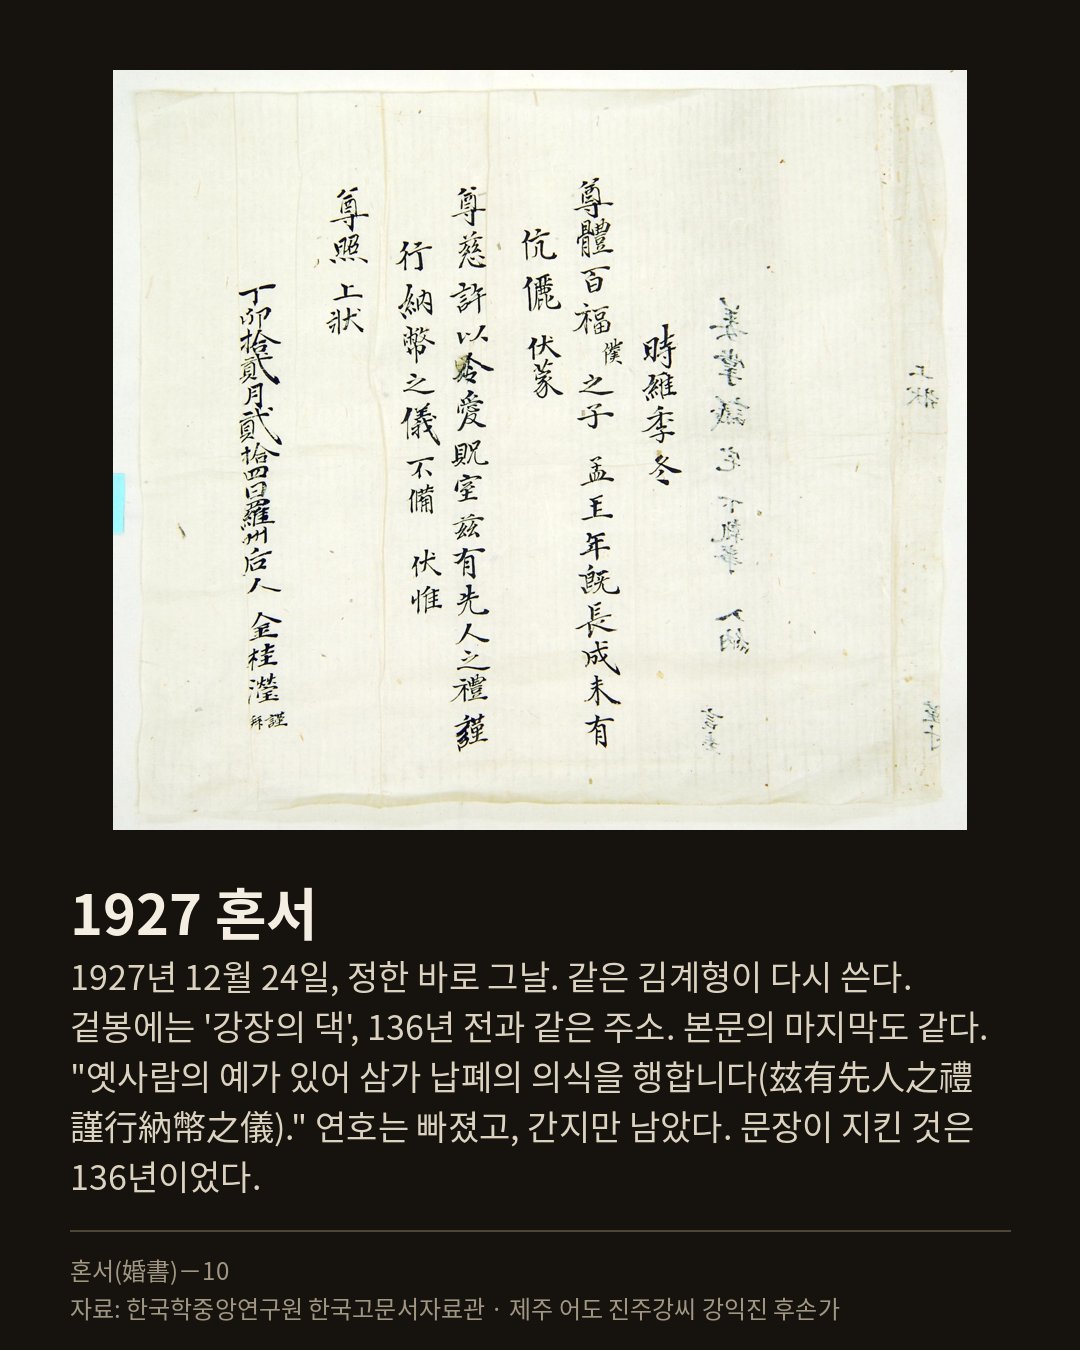 時維季冬
尊體百福僕之子 孟王年旣長成未有
伉儷 伏蒙
尊慈許以令愛貺室玆有先人之禮謹
行納幣之儀不備 伏惟
尊照 上狀
丁卯拾貳月貳拾四日羅州后人 金桂瀅 謹拜
1927 혼서
1927년 12월 24일, 정한 바로 그날. 같은 김계형이 다시 쓴다.
겉봉에는 '강장의 댁', 136년 전과 같은 주소. 본문의 마지막도 같다.
"옛사람의 예가 있어 삼가 납폐의 의식을 행합니다(玆有先人之禮
謹行納幣之儀)." 연호는 빠졌고, 간지만 남았다. 문장이 지킨 것은
136년이었다.
혼서(婚書)－10
자료: 한국학중앙연구원 한국고문서자료관 · 제주 어도 진주강씨 강익진 후손가